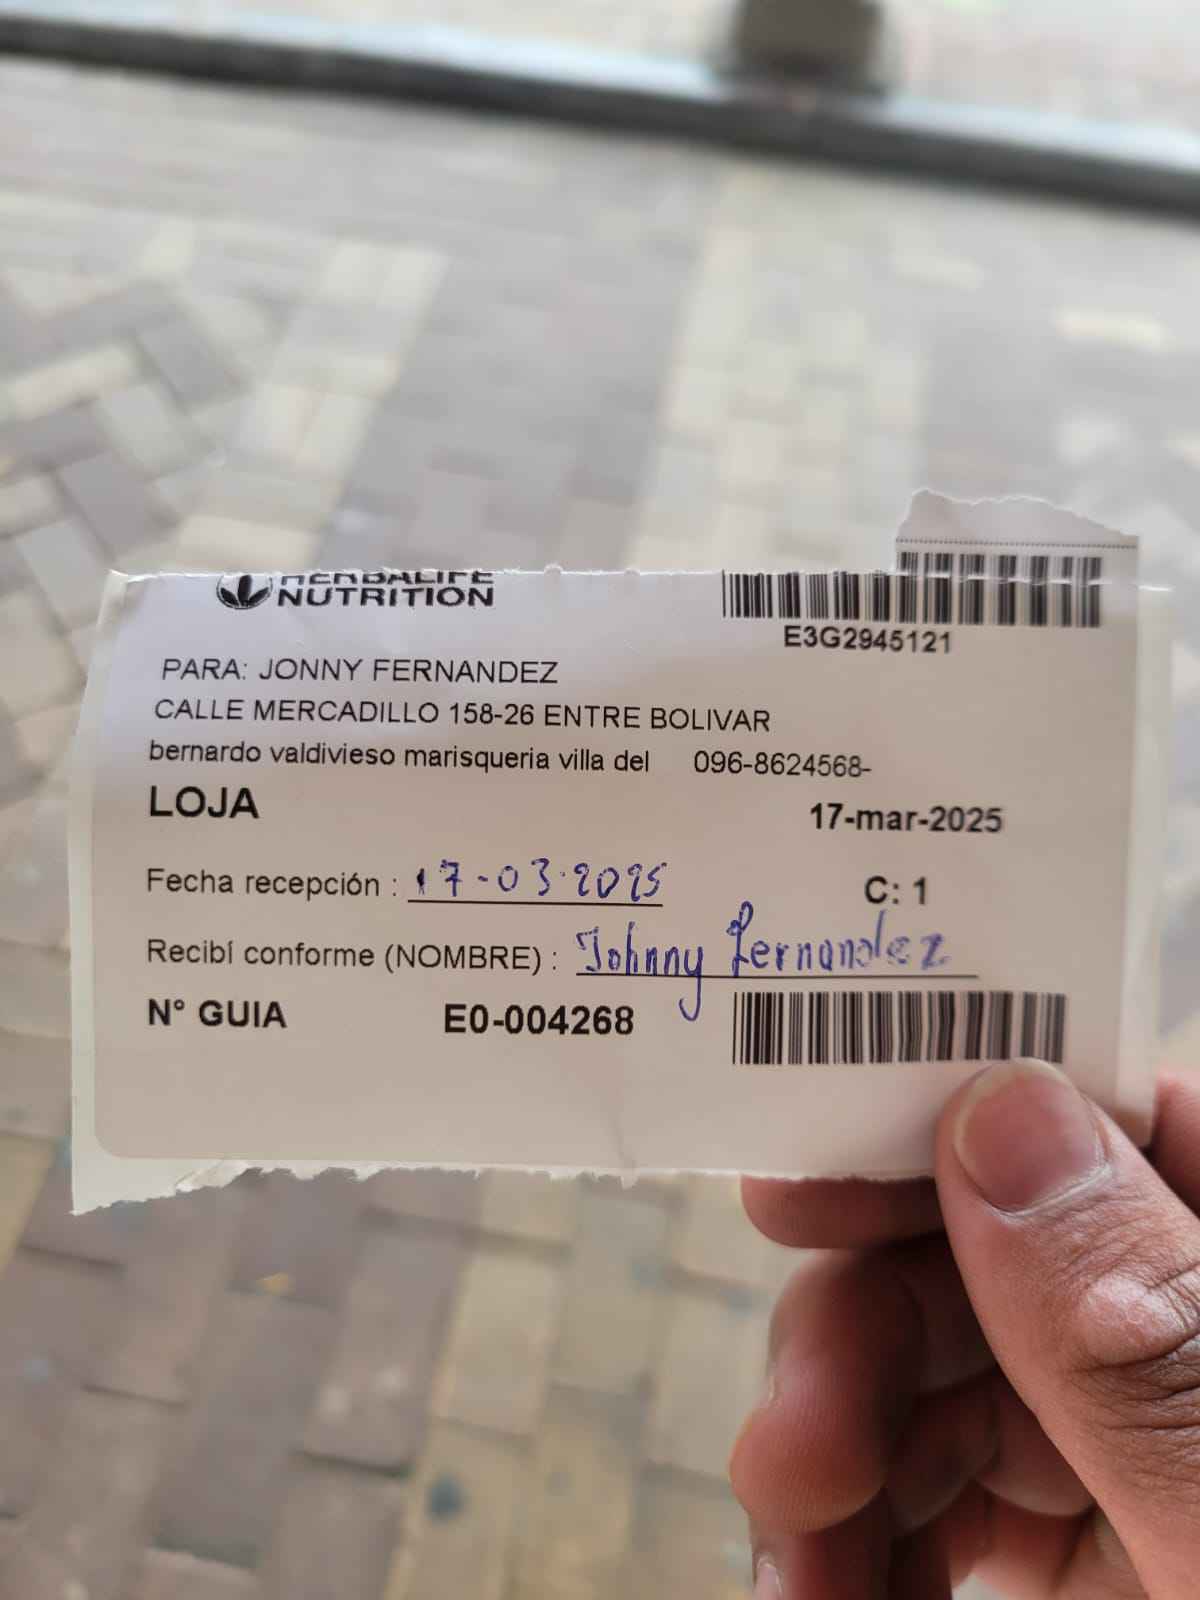 HERBALIFE
NUTRITION
E3G2945121
PARA: JONNY FERNANDEZ
CALLE MERCADILLO 158-26 ENTRE BOLIVAR
bernardo valdivieso marisqueria villa del 096-8624568-
LOJA 17-mar-2025
Fecha recepción : 17-03-2025 C: 1
Recibí conforme (NOMBRE) : Johnny Fernandez
N° GUIA E0-004268